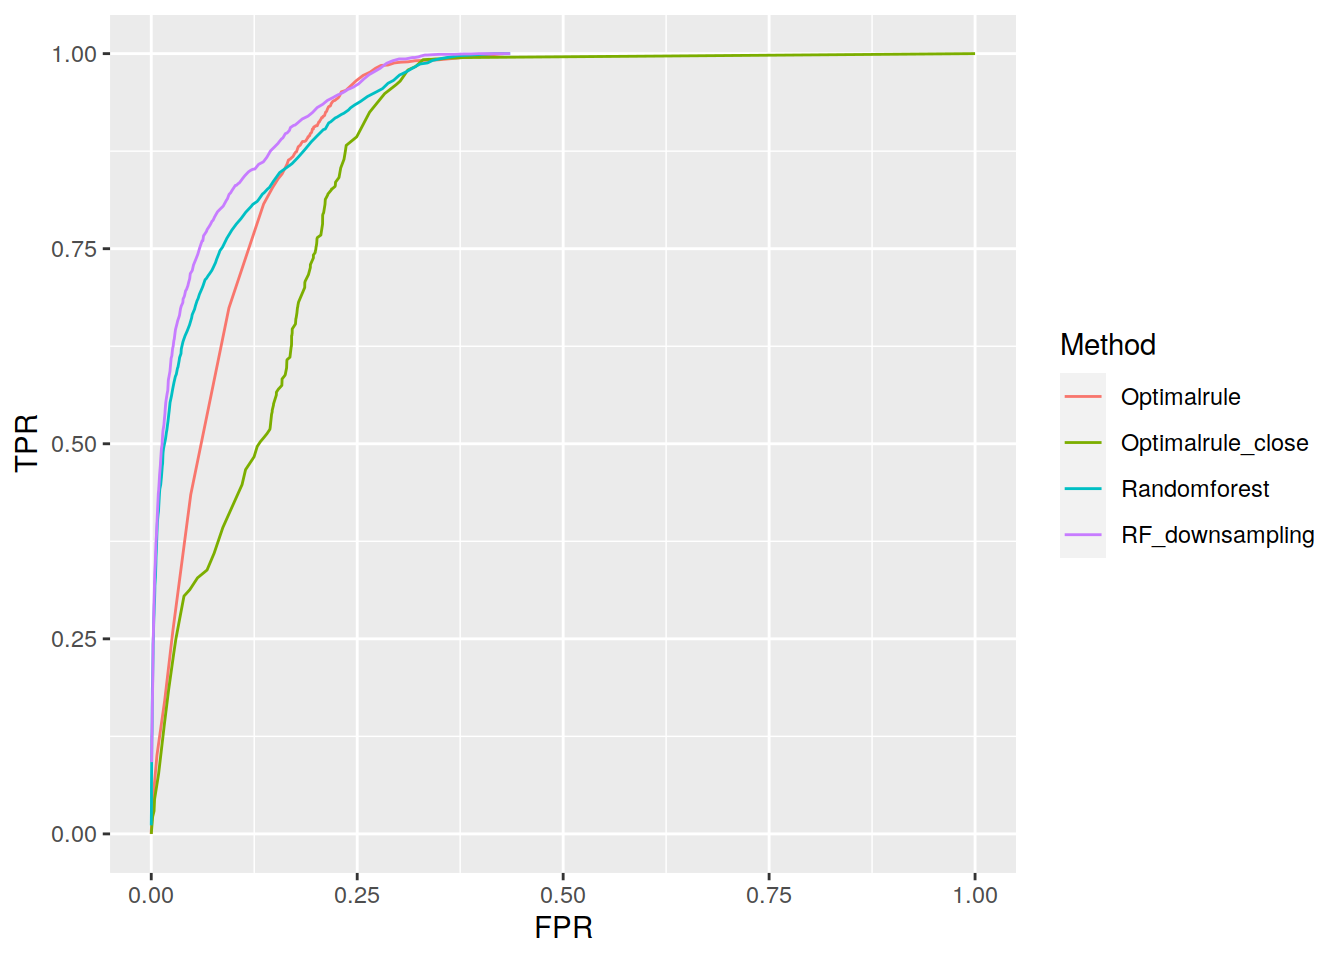 1.00
0.75
0.50
0.25
0.00
TPR
0.00 0.25 0.50 0.75 1.00
FPR
Method
Optimalrule
Optimalrule_close
Randomforest
RF_downsampling